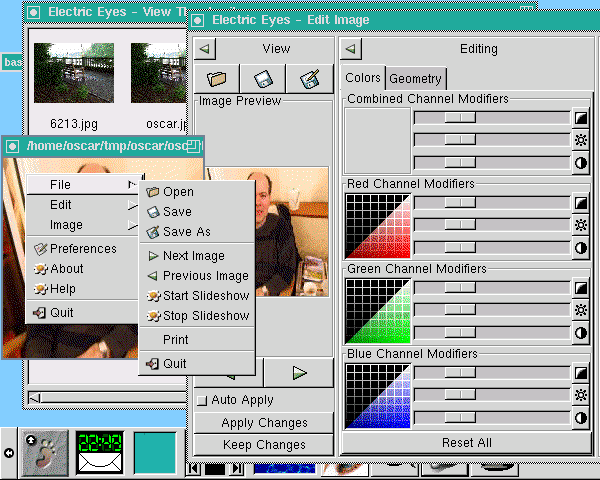 Electric Eyes - View Th
Electric Eyes - Edit Image
View
Editing
Colors
Geometry
Image Preview
Combined Channel Modifiers
bas
6213.jpg
oscar.jp
/home/oscar/tmp/oscar/osc
File
Edit
Image
Preferences
About
Help
Quit
Open
Save
Save As
Next Image
Previous Image
Start Slideshow
Stop Slideshow
Print
Quit
Red Channel Modifiers
Green Channel Modifiers
Blue Channel Modifiers
Auto Apply
Apply Changes
Keep Changes
Reset All
22:49